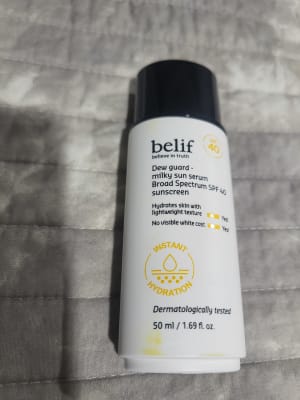 belif
believe in truth
SPF
40
Dew guard -
milky sun serum
Broad Spectrum SPF 40
sunscreen
Hydrates skin with
lightweight texture Yes
No visible white cast Yes
INSTANT
HYDRATION
Dermatologically tested
50 ml / 1.69 fl. oz.